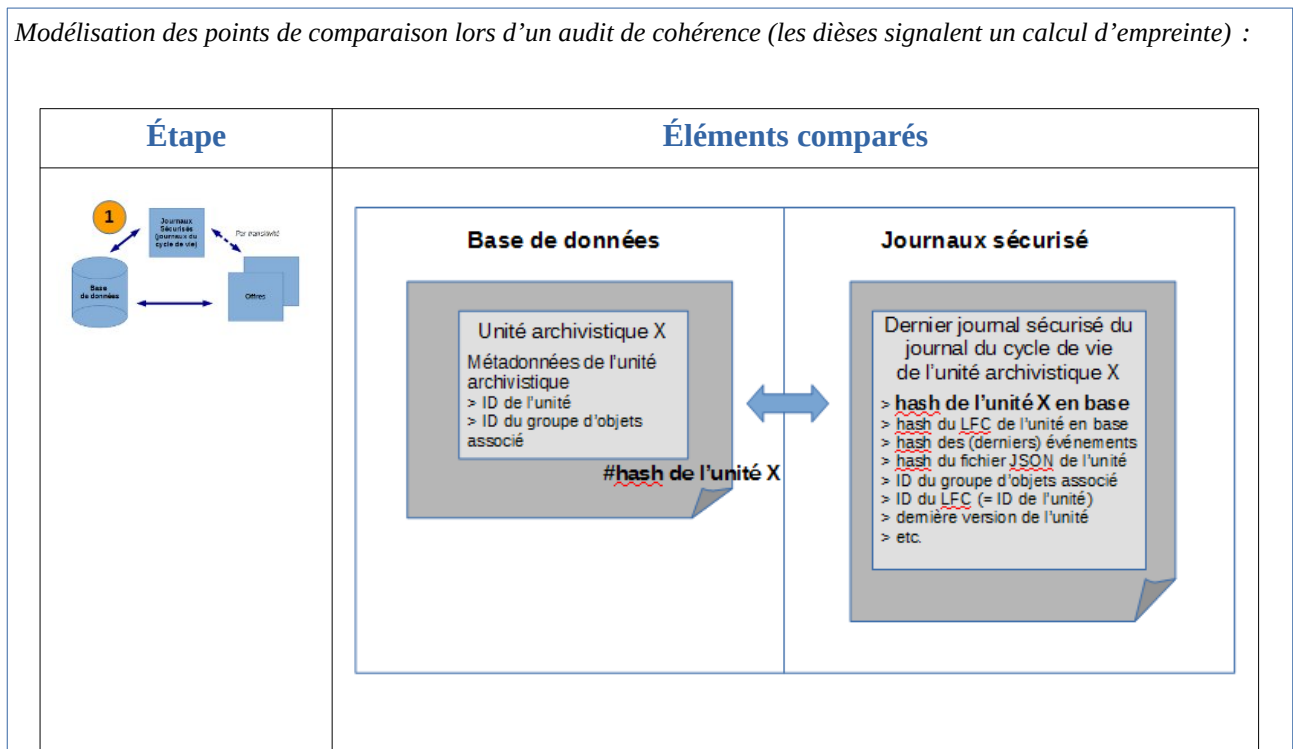 Modélisation des points de comparaison lors d’un audit de cohérence (les dièses signalent un calcul d’empreinte) :
Étape
Éléments comparés
1
Journaux
Sécurisés
(journaux du
cycle de vie)
Par transitivité
Base
de données
Offres
Base de données
Unité archivistique X
Métadonnées de l’unité
archivistique
> ID de l’unité
> ID du groupe d’objets
associé
#hash de l’unité X
Journaux sécurisé
Dernier journal sécurisé du
journal du cycle de vie
de l’unité archivistique X
> hash de l’unité X en base
> hash du LFC de l’unité en base
> hash des (derniers) événements
> hash du fichier JSON de l’unité
> ID du groupe d’objets associé
> ID du LFC (= ID de l’unité)
> dernière version de l’unité
> etc.